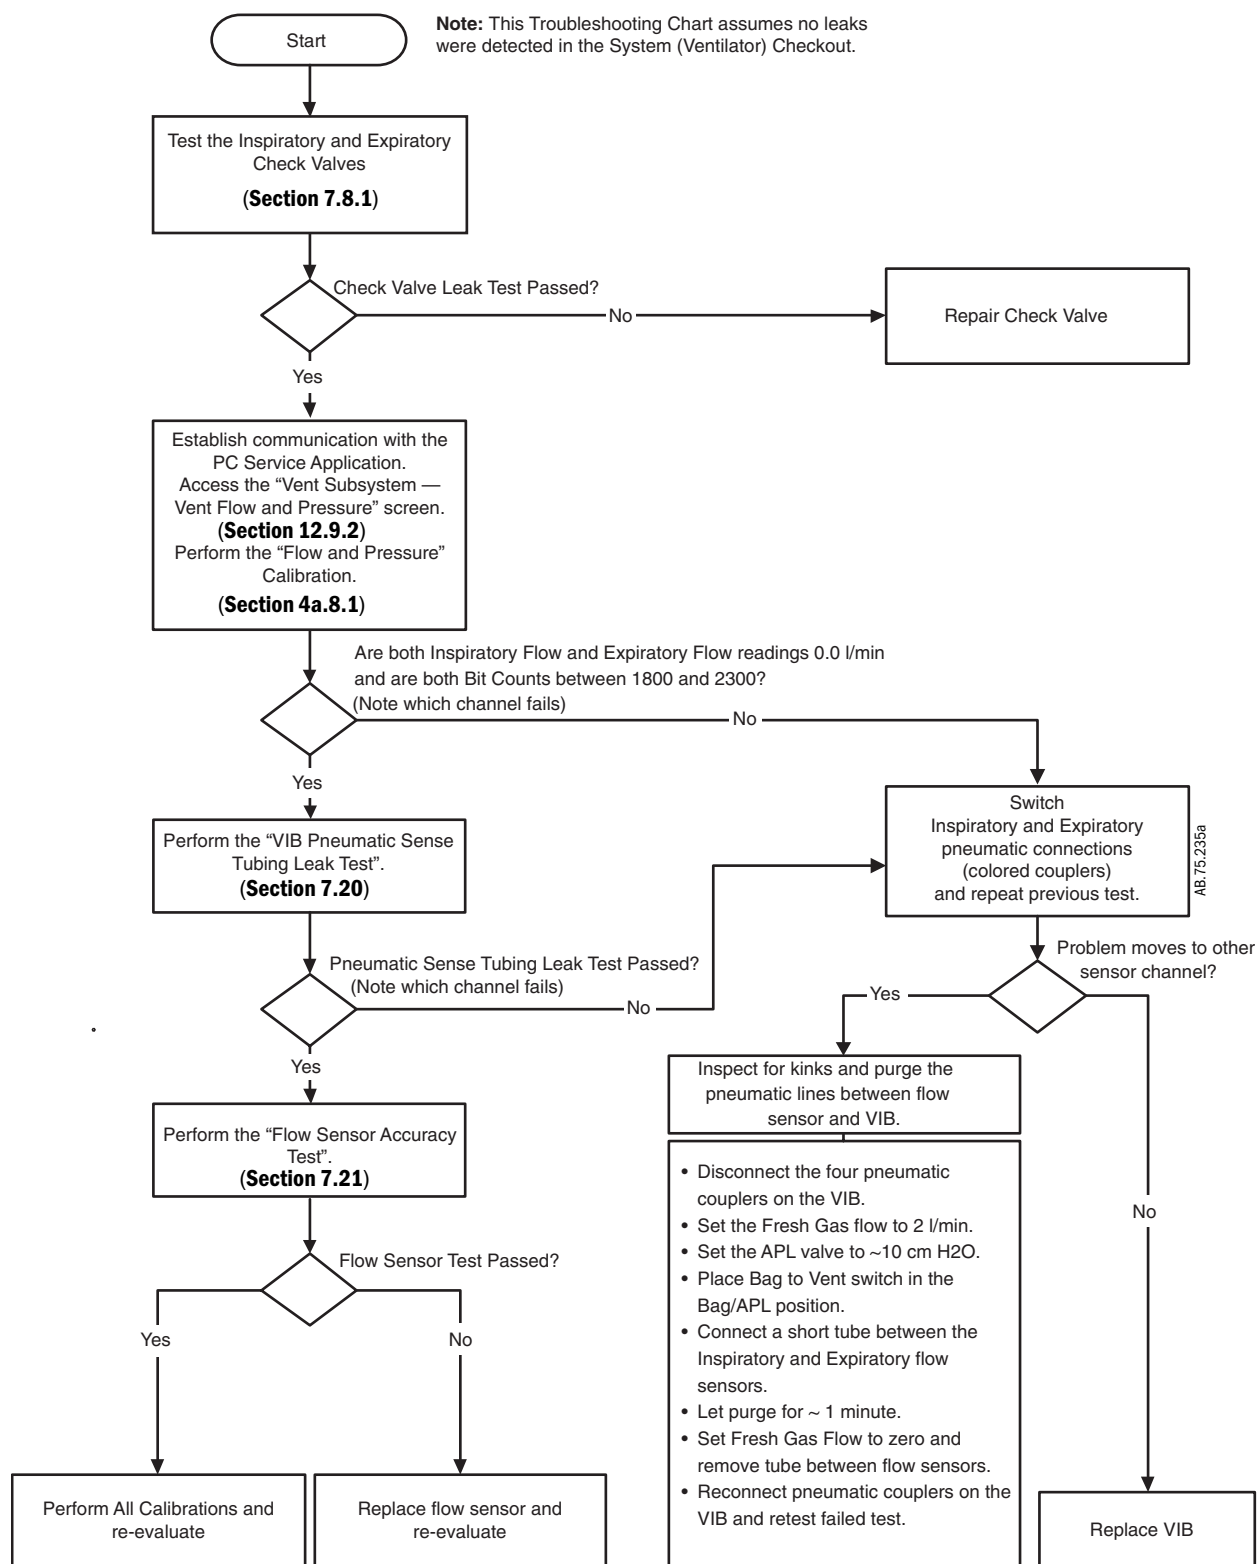 Start
Note: This Troubleshooting Chart assumes no leaks
were detected in the System (Ventilator) Checkout.
Test the Inspiratory and Expiratory
Check Valves
(Section 7.8.1)
Check Valve Leak Test Passed?
No
Repair Check Valve
Yes
Establish communication with the
PC Service Application.
Access the “Vent Subsystem —
Vent Flow and Pressure” screen.
(Section 12.9.2)
Perform the “Flow and Pressure”
Calibration.
(Section 4a.8.1)
Are both Inspiratory Flow and Expiratory Flow readings 0.0 l/min
and are both Bit Counts between 1800 and 2300?
(Note which channel fails)
No
Yes
Switch
Inspiratory and Expiratory
pneumatic connections
(colored couplers)
and repeat previous test.
AB.75.235a
Perform the “VIB Pneumatic Sense
Tubing Leak Test”.
(Section 7.20)
Pneumatic Sense Tubing Leak Test Passed?
(Note which channel fails)
No
Yes
Problem moves to other
sensor channel?
Yes
No
Inspect for kinks and purge the
pneumatic lines between flow
sensor and VIB.
• Disconnect the four pneumatic
couplers on the VIB.
• Set the Fresh Gas flow to 2 l/min.
• Set the APL valve to ~10 cm H2O.
• Place Bag to Vent switch in the
Bag/APL position.
• Connect a short tube between the
Inspiratory and Expiratory flow
sensors.
• Let purge for ~ 1 minute.
• Set Fresh Gas Flow to zero and
remove tube between flow sensors.
• Reconnect pneumatic couplers on the
VIB and retest failed test.
Replace VIB
Perform the “Flow Sensor Accuracy
Test”.
(Section 7.21)
Flow Sensor Test Passed?
Yes
No
Perform All Calibrations and
re-evaluate
Replace flow sensor and
re-evaluate